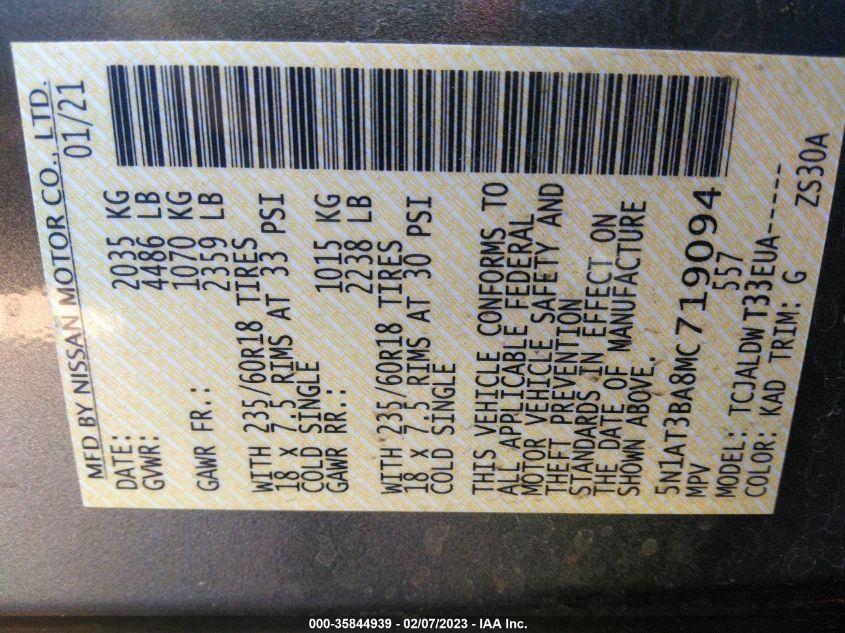 MFD BY NISSAN MOTOR CO., LTD.
DATE: 01/21
GVWR: 2035 KG
4486 LB
GAWR FR.: 1070 KG
2359 LB
WITH 235/60R18 TIRES
18 X 7.5 RIMS AT 33 PSI
COLD SINGLE
GAWR RR.: 1015 KG
2238 LB
WITH 235/60R18 TIRES
18 X 7.5 RIMS AT 30 PSI
COLD SINGLE
THIS VEHICLE CONFORMS TO
ALL APPLICABLE FEDERAL
MOTOR VEHICLE SAFETY AND
THEFT PREVENTION
STANDARDS IN EFFECT ON
THE DATE OF MANUFACTURE
SHOWN ABOVE.
5N1AT3BA8MC719094
MPV 557
MODEL: TCJALDW T33EUA-----
COLOR: KAD TRIM: G ZS30A
000-35844939 - 02/07/2023 - IAA Inc.